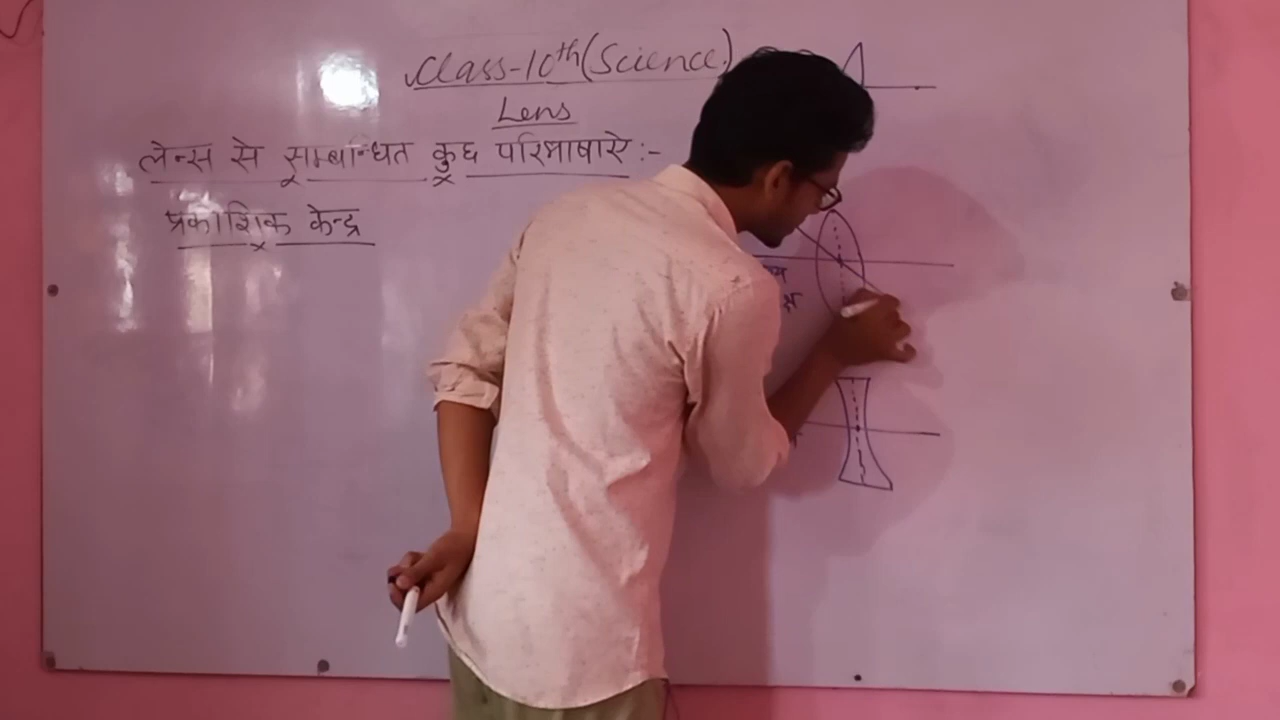 Class-10th (Science)
Lens
लेन्स से सम्बन्धित कुछ परिभाषाऐ :-
प्रकाशिक केन्द्र